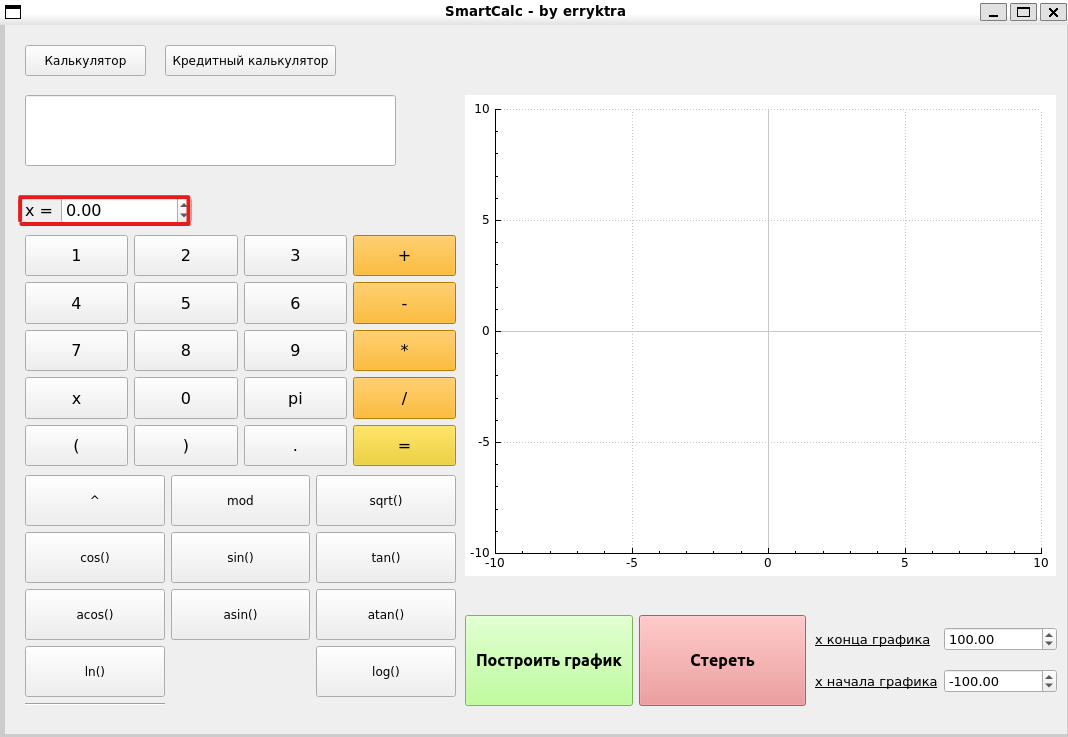 SmartCalc - by erryktra
Калькулятор
Кредитный калькулятор
x =
0.00
1 2 3 +
4 5 6 -
7 8 9 *
x 0 pi /
( ) . =
^ mod sqrt()
cos() sin() tan()
acos() asin() atan()
ln() log()
10
5
0
-5
-10
-10 -5 0 5 10
Построить график
Стереть
x конца графика 100.00
x начала графика -100.00